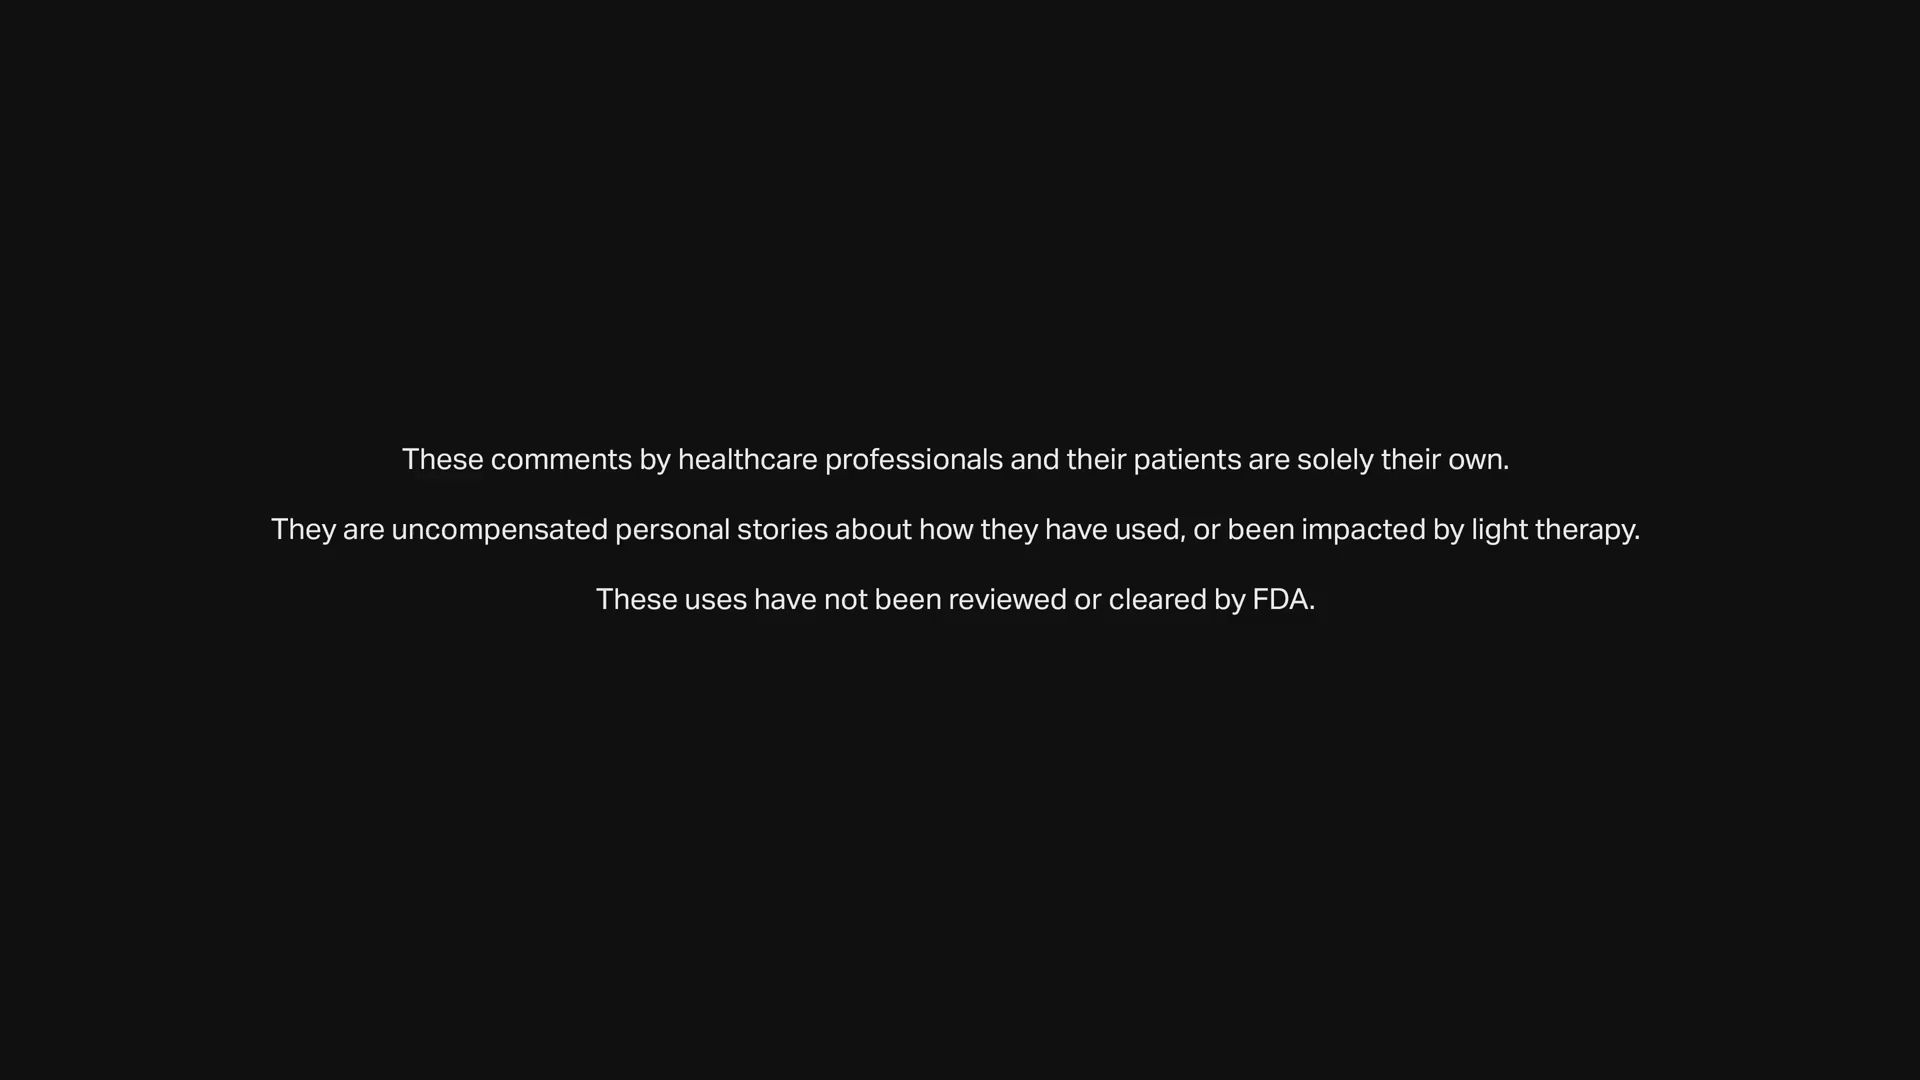 These comments by healthcare professionals and their patients are solely their own.
They are uncompensated personal stories about how they have used, or been impacted by light therapy.
These uses have not been reviewed or cleared by FDA.